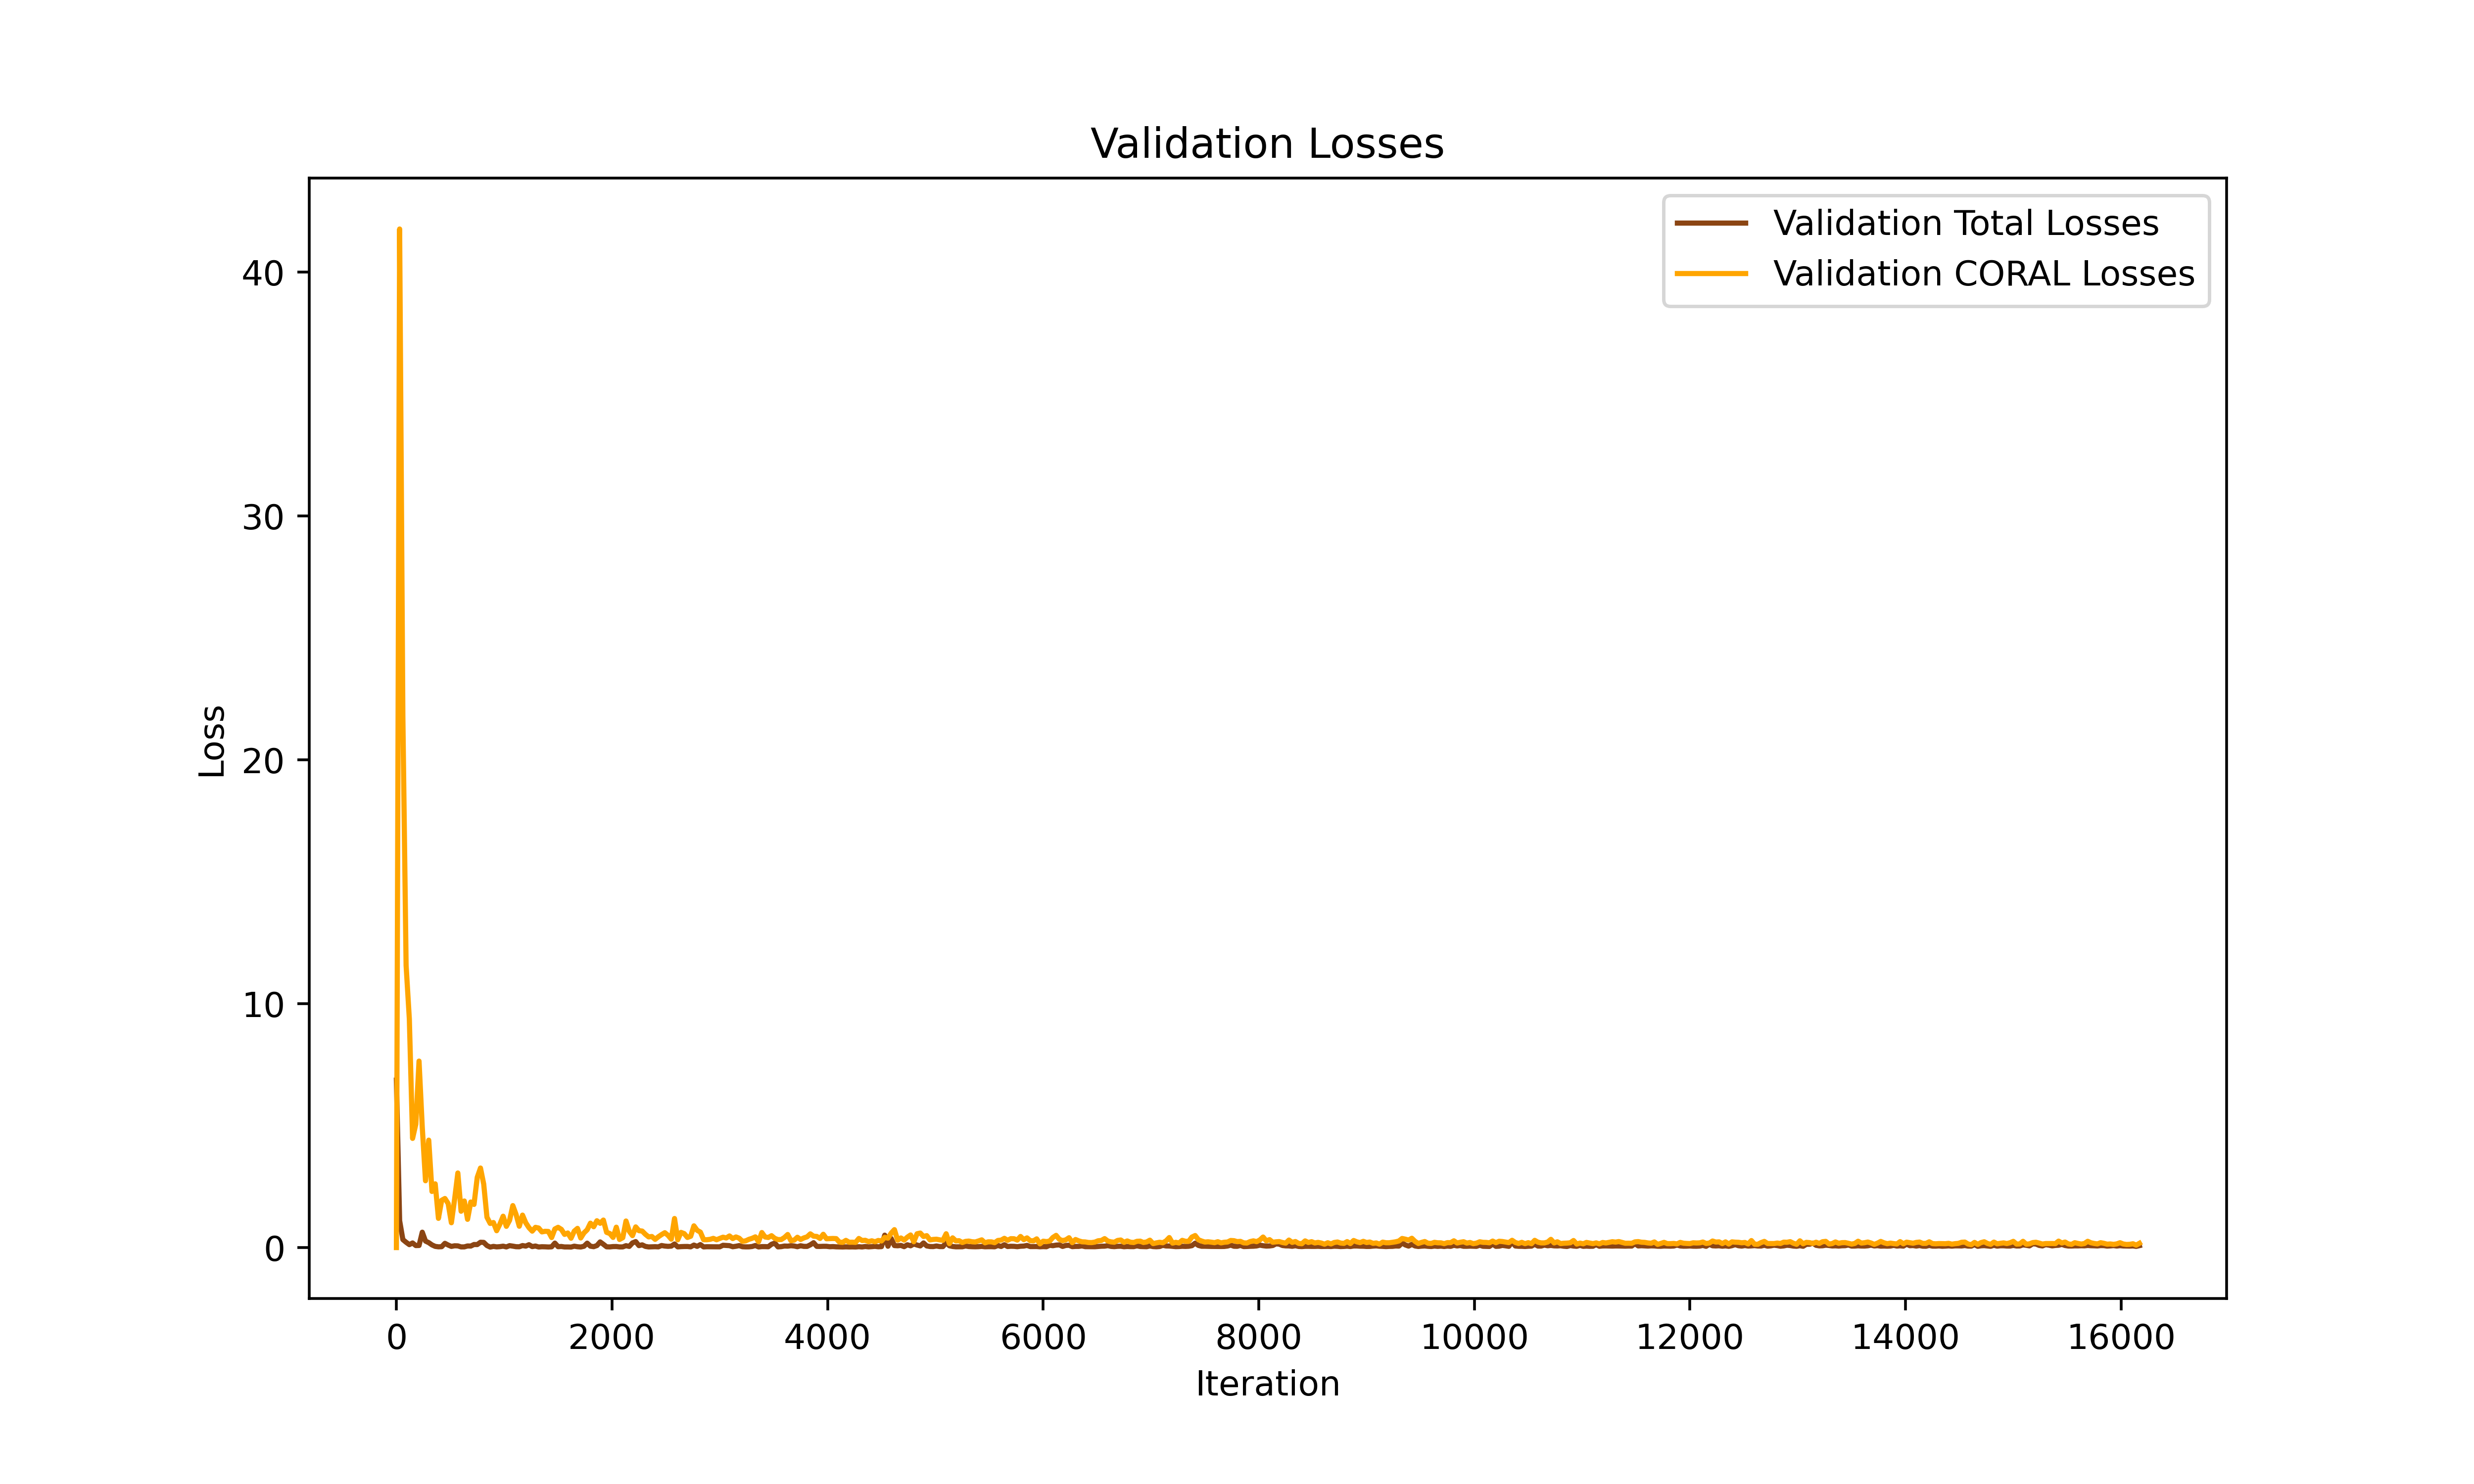 Validation Losses
Validation Total Losses
Validation CORAL Losses
40
30
20
10
0
Loss
0 2000 4000 6000 8000 10000 12000 14000 16000
Iteration